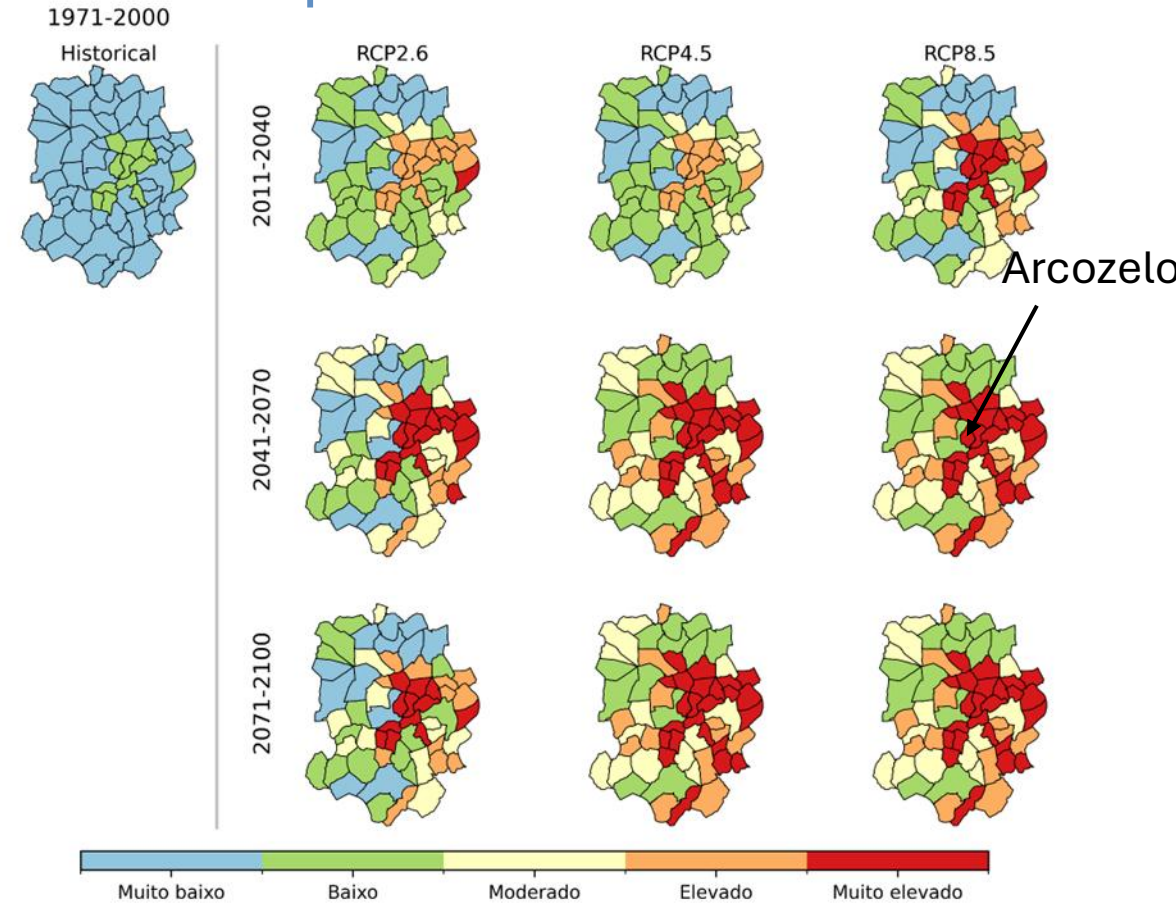 1971-2000
Historical
RCP2.6
RCP4.5
RCP8.5
2011-2040
Arcozelo
2041-2070
2071-2100
Muito baixo
Baixo
Moderado
Elevado
Muito elevado